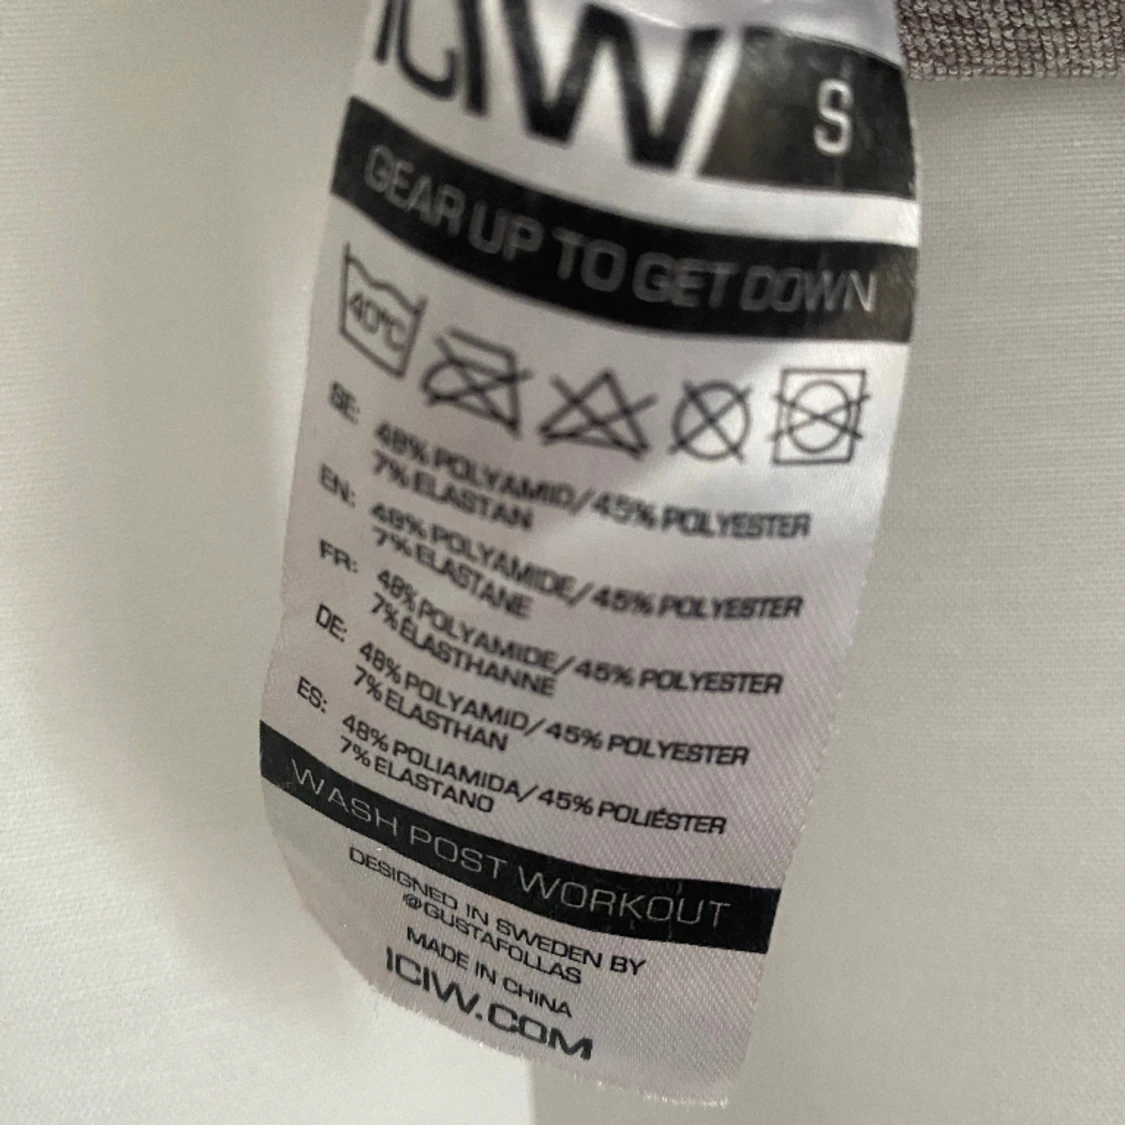 ICIW S
GEAR UP TO GET DOWN
40°C
SE: 48% POLYAMID/45% POLYESTER
7% ELASTAN
EN: 48% POLYAMIDE/45% POLYESTER
7% ELASTANE
FR: 48% POLYAMIDE/45% POLYESTER
7% ÉLASTHANNE
DE: 48% POLYAMID/45% POLYESTER
7% ELASTHAN
ES: 48% POLIAMIDA/45% POLIÉSTER
7% ELASTANO
WASH POST WORKOUT
DESIGNED IN SWEDEN BY
@GUSTAFOLLAS
MADE IN CHINA
ICIW.COM